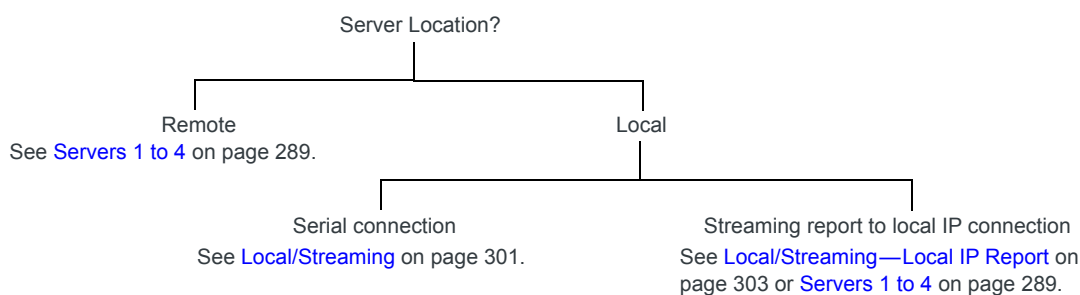 Server Location?
Remote
See Servers 1 to 4 on page 289.
Local
Serial connection
See Local/Streaming on page 301.
Streaming report to local IP connection
See Local/Streaming—Local IP Report on
page 303 or Servers 1 to 4 on page 289.